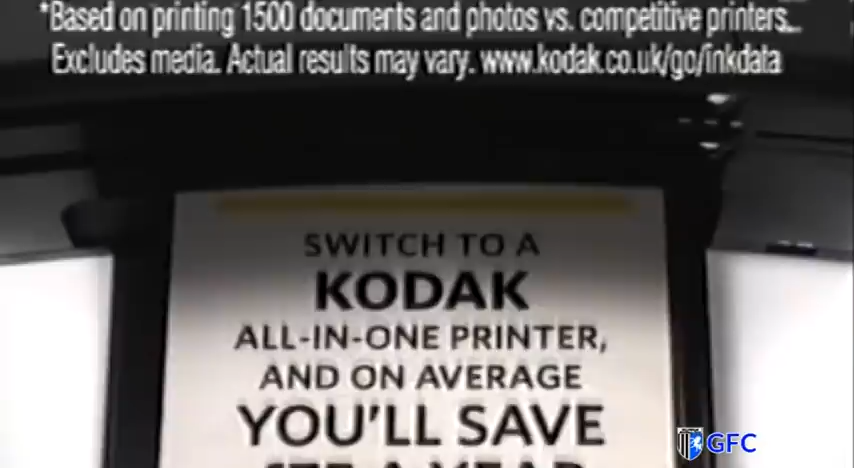 *Based on printing 1500 documents and photos vs. competitive printers.
Excludes media. Actual results may vary. www.kodak.co.uk/go/inkdata
SWITCH TO A
KODAK
ALL-IN-ONE PRINTER,
AND ON AVERAGE
YOU'LL SAVE
A YEAR
GFC